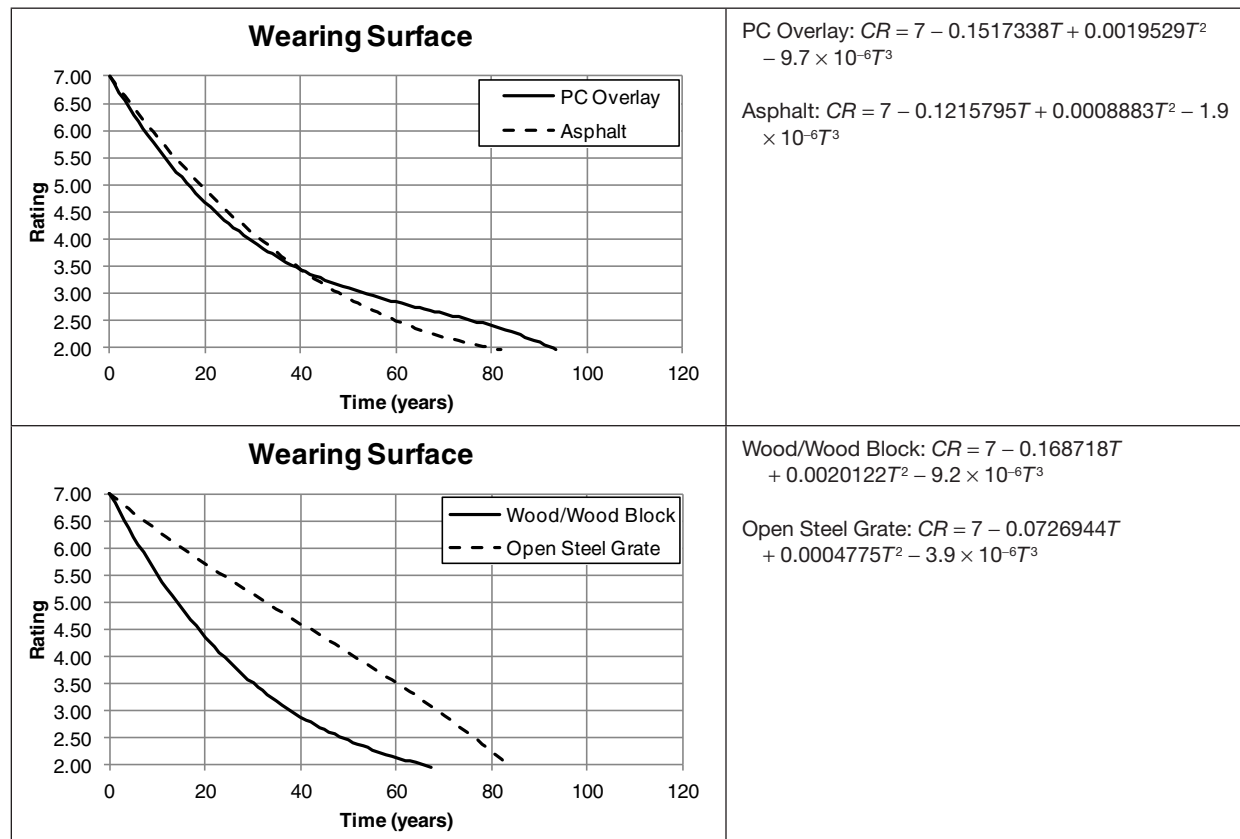 Wearing Surface
7.00
6.50
6.00
5.50
5.00
4.50
4.00
3.50
3.00
2.50
2.00
Rating
PC Overlay
Asphalt
0 20 40 60 80 100 120
Time (years)
PC Overlay: CR = 7 – 0.1517338T + 0.0019529T²
– 9.7 × 10⁻⁶T³
Asphalt: CR = 7 – 0.1215795T + 0.0008883T² – 1.9
× 10⁻⁶T³
Wearing Surface
7.00
6.50
6.00
5.50
5.00
4.50
4.00
3.50
3.00
2.50
2.00
Rating
Wood/Wood Block
Open Steel Grate
0 20 40 60 80 100 120
Time (years)
Wood/Wood Block: CR = 7 – 0.168718T
+ 0.0020122T² – 9.2 × 10⁻⁶T³
Open Steel Grate: CR = 7 – 0.0726944T
+ 0.0004775T² – 3.9 × 10⁻⁶T³